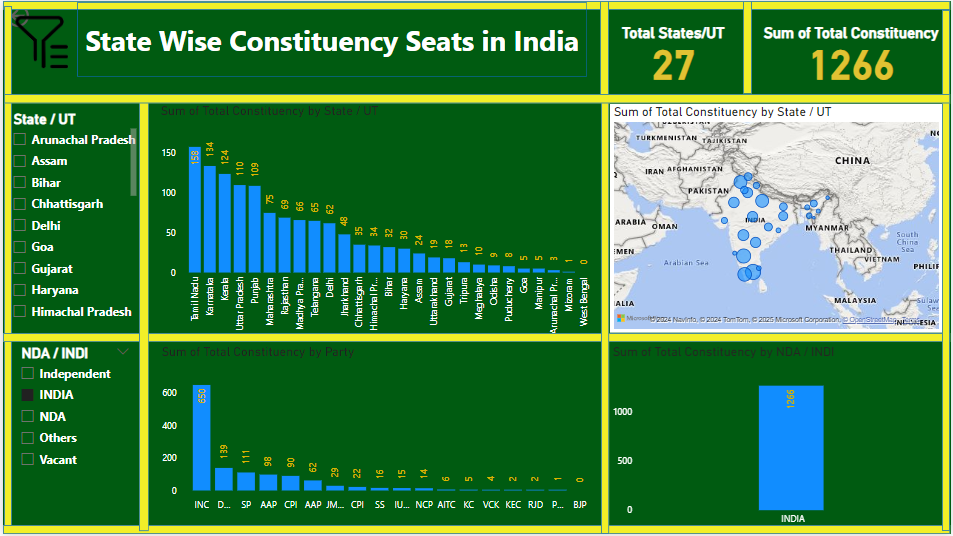 State Wise Constituency Seats in India
Total States/UT
27
Sum of Total Constituency
1266
State / UT
Arunachal Pradesh
Assam
Bihar
Chhattisgarh
Delhi
Goa
Gujarat
Haryana
Himachal Pradesh
Sum of Total Constituency by State / UT
150
100
50
0
158
134
124
110
109
75
69
66
65
62
48
35
34
32
30
24
19
18
13
10
9
8
5
5
3
1
0
Tamil Nadu
Karnataka
Kerala
Uttar Pradesh
Punjab
Maharashtra
Rajasthan
Madhya Pra...
Telangana
Delhi
Jharkhand
Chhattisgarh
Himachal Pr...
Bihar
Haryana
Assam
Uttarakhand
Gujarat
Tripura
Meghalaya
Odisha
Puducherry
Goa
Manipur
Arunachal Pr...
Mizoram
West Bengal
Sum of Total Constituency by State / UT
UZBEKISTAN
TURKMENISTAN
TAJIKISTAN
CHINA
IRAN
AFGHANISTAN
PAKISTAN
ARABIA
OMAN
INDIA
MYANMAR
THAILAND
VIETNAM
South
China
Sea
Arabian Sea
PHILIP
MALAYSIA
INDONESIA
© 2024 NavInfo, © 2024 TomTom, © 2025 Microsoft Corporation, © OpenStreetMap
NDA / INDI
Independent
INDIA
NDA
Others
Vacant
Sum of Total Constituency by Party
600
400
200
0
650
139
111
98
90
62
29
22
16
15
14
6
5
4
2
2
1
0
INC
D...
SP
AAP
CPI
AAP
JM...
CPI
SS
IU...
NCP
AITC
KC
VCK
KEC
RJD
P...
BJP
Sum of Total Constituency by NDA / INDI
1000
500
0
1266
INDIA